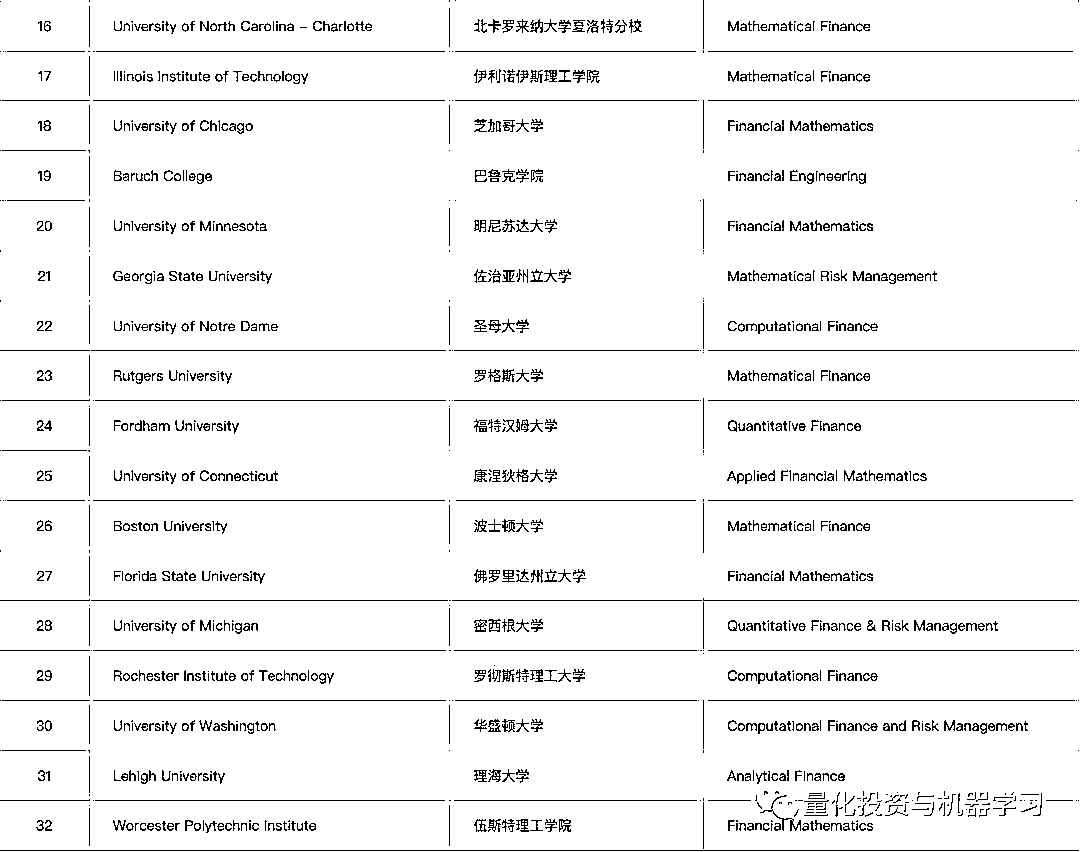 16 University of North Carolina – Charlotte 北卡罗来纳大学夏洛特分校 Mathematical Finance
17 Illinois Institute of Technology 伊利诺伊斯理工学院 Mathematical Finance
18 University of Chicago 芝加哥大学 Financial Mathematics
19 Baruch College 巴鲁克学院 Financial Engineering
20 University of Minnesota 明尼苏达大学 Financial Mathematics
21 Georgia State University 佐治亚州立大学 Mathematical Risk Management
22 University of Notre Dame 圣母大学 Computational Finance
23 Rutgers University 罗格斯大学 Mathematical Finance
24 Fordham University 福特汉姆大学 Quantitative Finance
25 University of Connecticut 康涅狄格大学 Applied Financial Mathematics
26 Boston University 波士顿大学 Mathematical Finance
27 Florida State University 佛罗里达州立大学 Financial Mathematics
28 University of Michigan 密西根大学 Quantitative Finance & Risk Management
29 Rochester Institute of Technology 罗彻斯特理工大学 Computational Finance
30 University of Washington 华盛顿大学 Computational Finance and Risk Management
31 Lehigh University 理海大学 Analytical Finance
量化投资与机器学习
32 Worcester Polytechnic Institute 伍斯特理工学院 Financial Mathematics